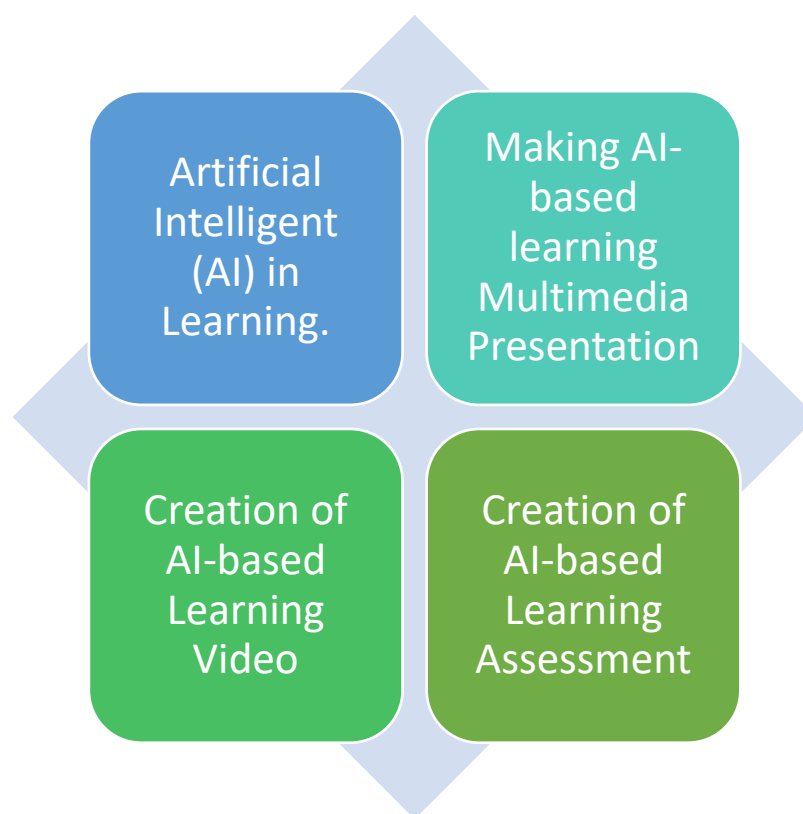 Artificial
Intelligent
(AI) in
Learning.
Making AI-
based
learning
Multimedia
Presentation
Creation of
AI-based
Learning
Video
Creation of
AI-based
Learning
Assessment